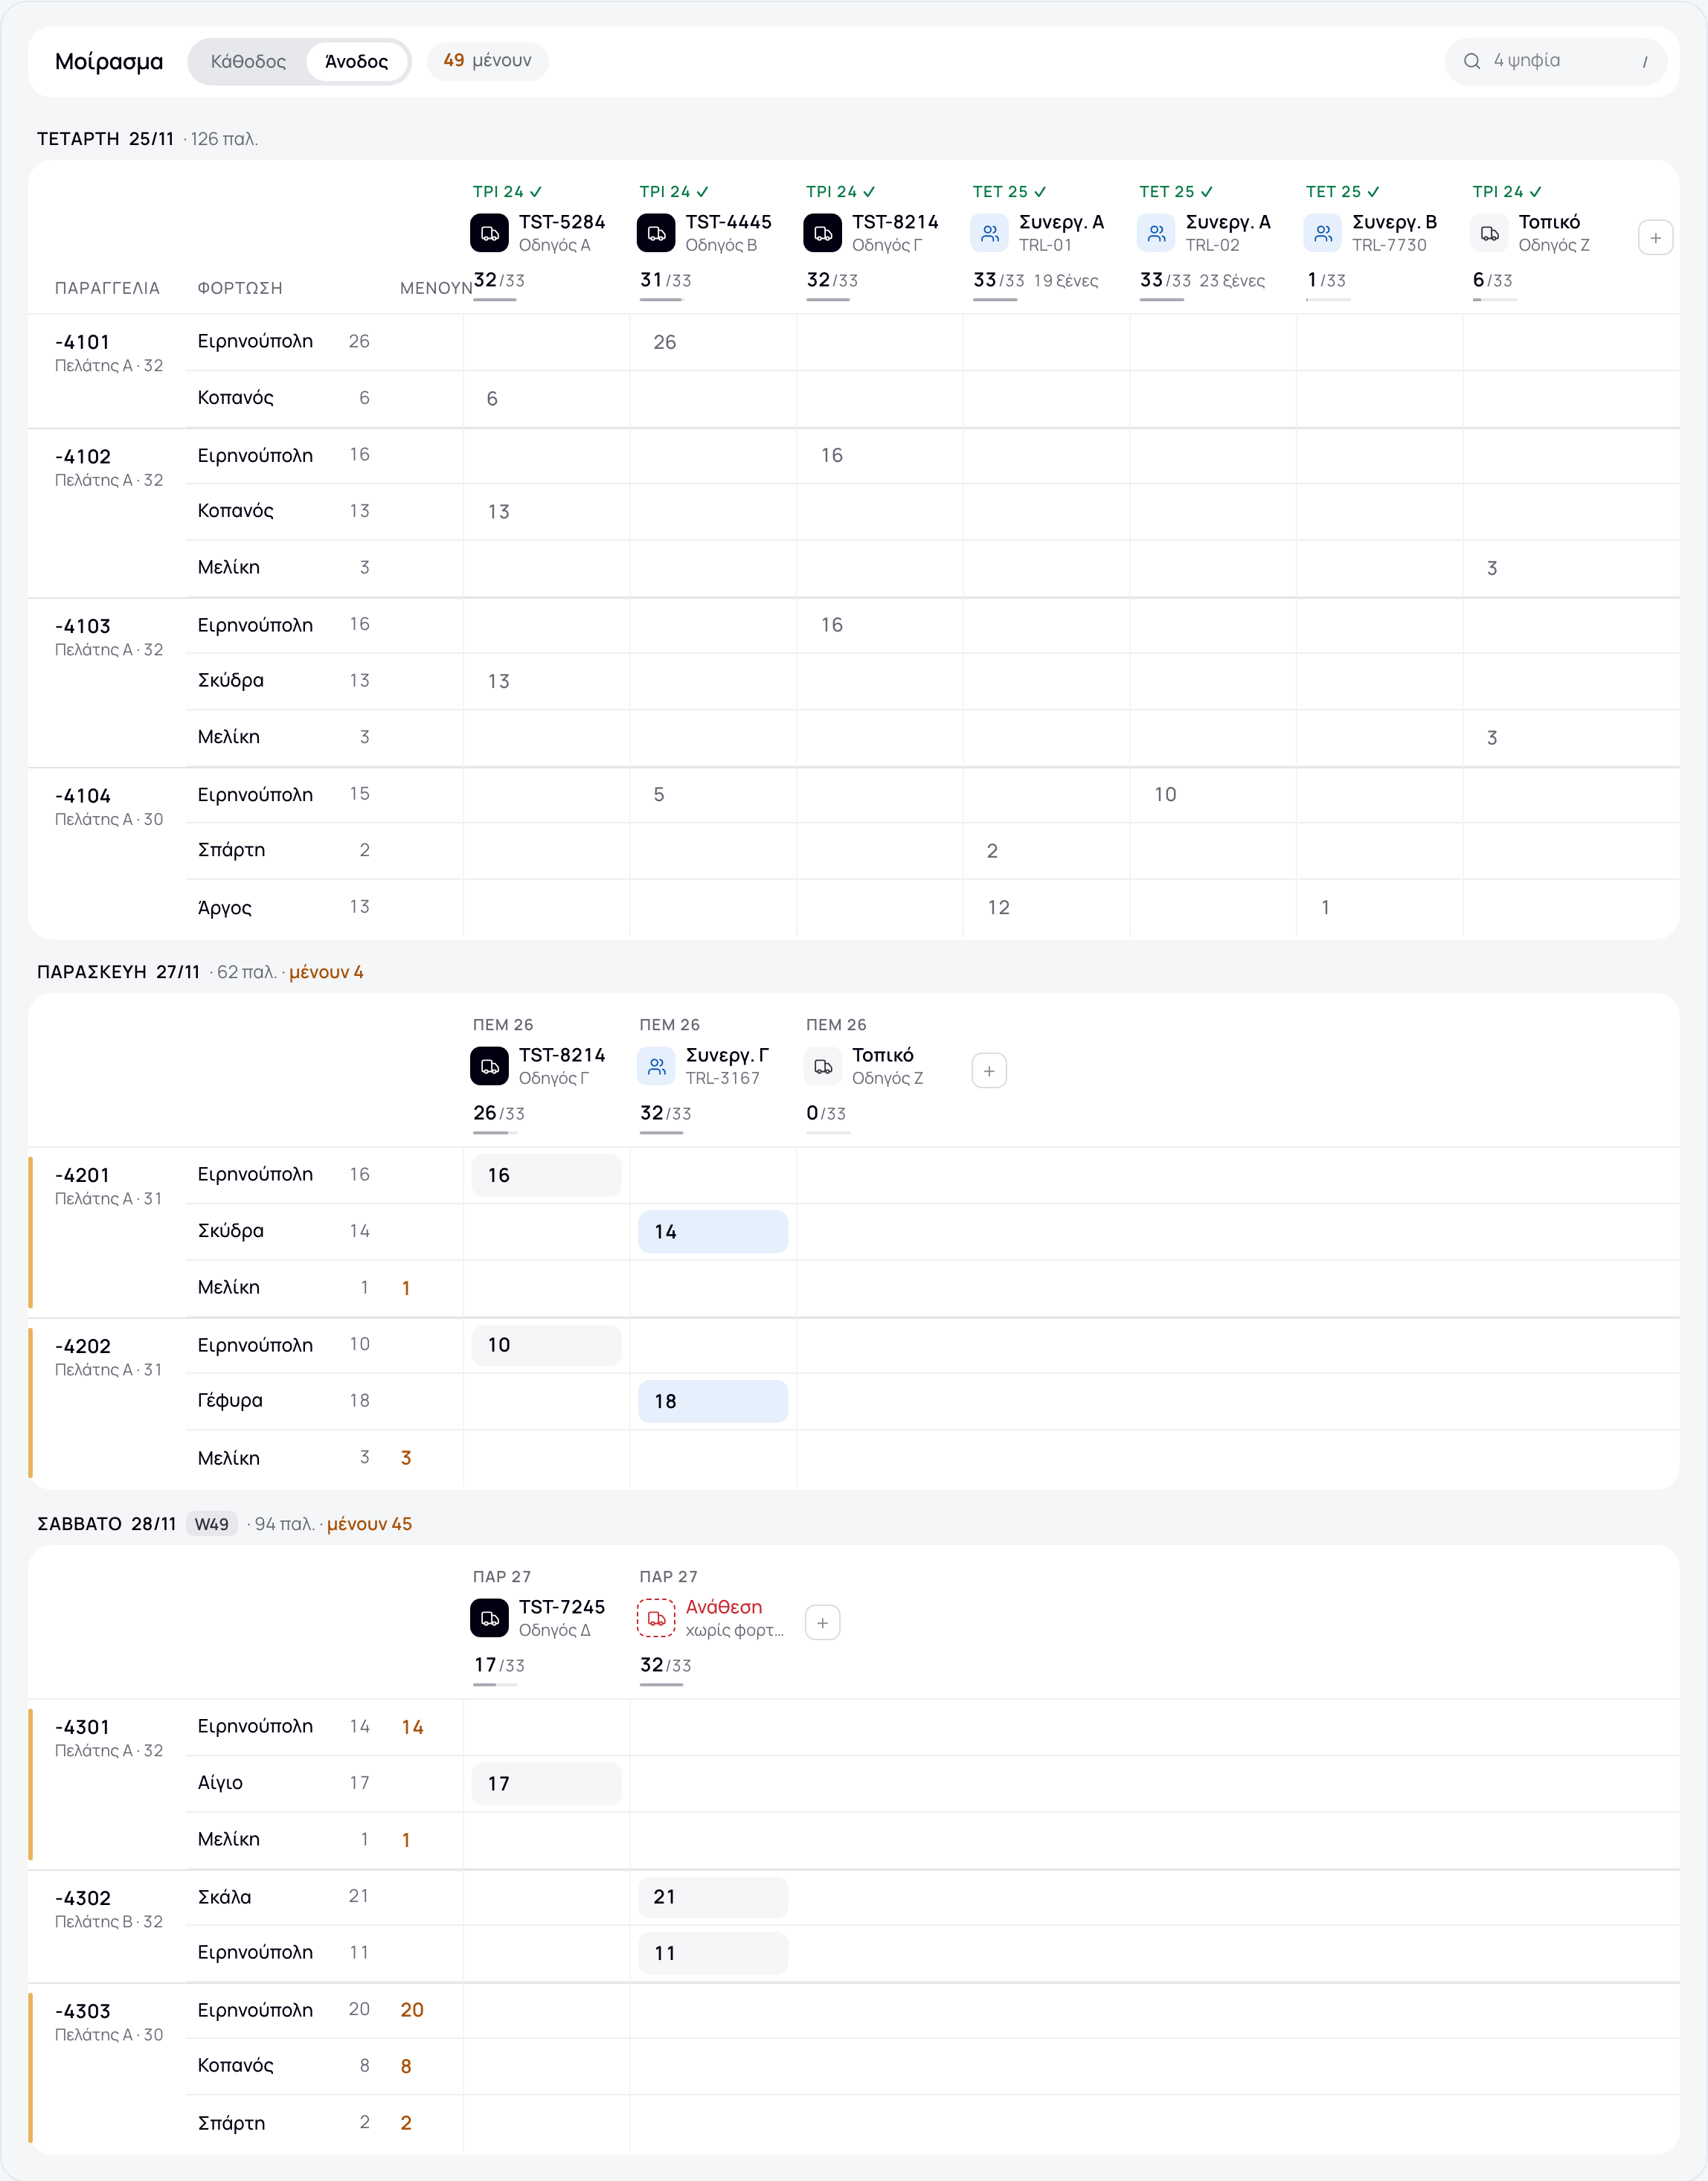 Μοίρασμα Κάθοδος Άνοδος 49 μένουν 4 ψηφία /
ΤΕΤΑΡΤΗ 25/11 · 126 παλ.
ΤΡΙ 24 ✓ ΤΡΙ 24 ✓ ΤΡΙ 24 ✓ ΤΕΤ 25 ✓ ΤΕΤ 25 ✓ ΤΕΤ 25 ✓ ΤΡΙ 24 ✓
TST-5284 TST-4445 TST-8214 Συνεργ. Α Συνεργ. Α Συνεργ. Β Τοπικό
Οδηγός Α Οδηγός Β Οδηγός Γ TRL-01 TRL-02 TRL-7730 Οδηγός Ζ +
ΠΑΡΑΓΓΕΛΙΑ ΦΟΡΤΩΣΗ ΜΕΝΟΥΝ 32/33 31/33 32/33 33/33 19 ξένες 33/33 23 ξένες 1/33 6/33
-4101 Ειρηνούπολη 26 26
Πελάτης Α · 32
Κοπανός 6 6
-4102 Ειρηνούπολη 16 16
Πελάτης Α · 32
Κοπανός 13 13
Μελίκη 3 3
-4103 Ειρηνούπολη 16 16
Πελάτης Α · 32
Σκύδρα 13 13
Μελίκη 3 3
-4104 Ειρηνούπολη 15 5 10
Πελάτης Α · 30
Σπάρτη 2 2
Άργος 13 12 1
ΠΑΡΑΣΚΕΥΗ 27/11 · 62 παλ. · μένουν 4
ΠΕΜ 26 ΠΕΜ 26 ΠΕΜ 26
TST-8214 Συνεργ. Γ Τοπικό
Οδηγός Γ TRL-3167 Οδηγός Ζ +
26/33 32/33 0/33
-4201 Ειρηνούπολη 16 16
Πελάτης Α · 31
Σκύδρα 14 14
Μελίκη 1 1
-4202 Ειρηνούπολη 10 10
Πελάτης Α · 31
Γέφυρα 18 18
Μελίκη 3 3
ΣΑΒΒΑΤΟ 28/11 W49 · 94 παλ. · μένουν 45
ΠΑΡ 27 ΠΑΡ 27
TST-7245 Ανάθεση
Οδηγός Δ χωρίς φορτ… +
17/33 32/33
-4301 Ειρηνούπολη 14 14
Πελάτης Α · 32
Αίγιο 17 17
Μελίκη 1 1
-4302 Σκάλα 21 21
Πελάτης Β · 32
Ειρηνούπολη 11 11
-4303 Ειρηνούπολη 20 20
Πελάτης Α · 30
Κοπανός 8 8
Σπάρτη 2 2